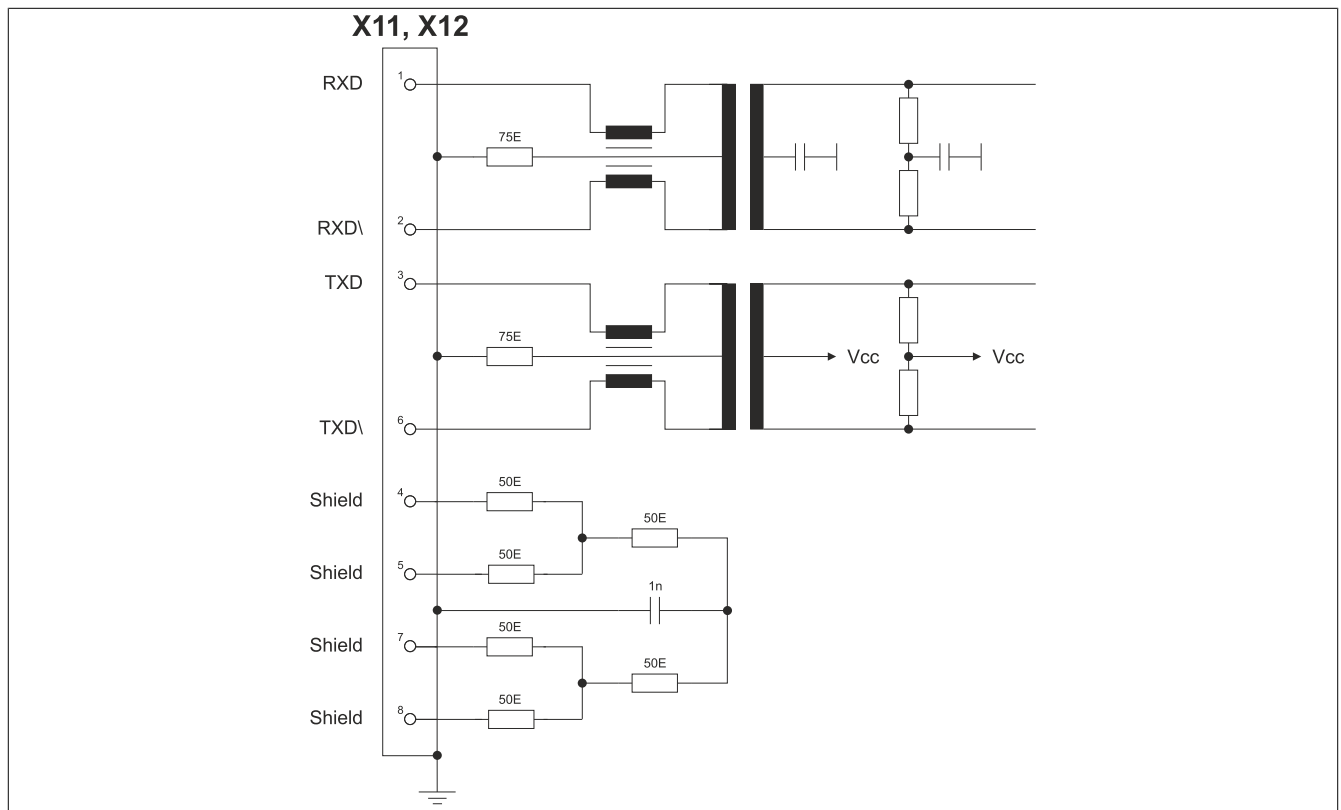 X11, X12
RXD 1
75E
RXD\ 2
TXD 3
75E
Vcc Vcc
TXD\ 6
Shield 4 50E
50E
Shield 5 50E
1n
Shield 7 50E
50E
Shield 8 50E